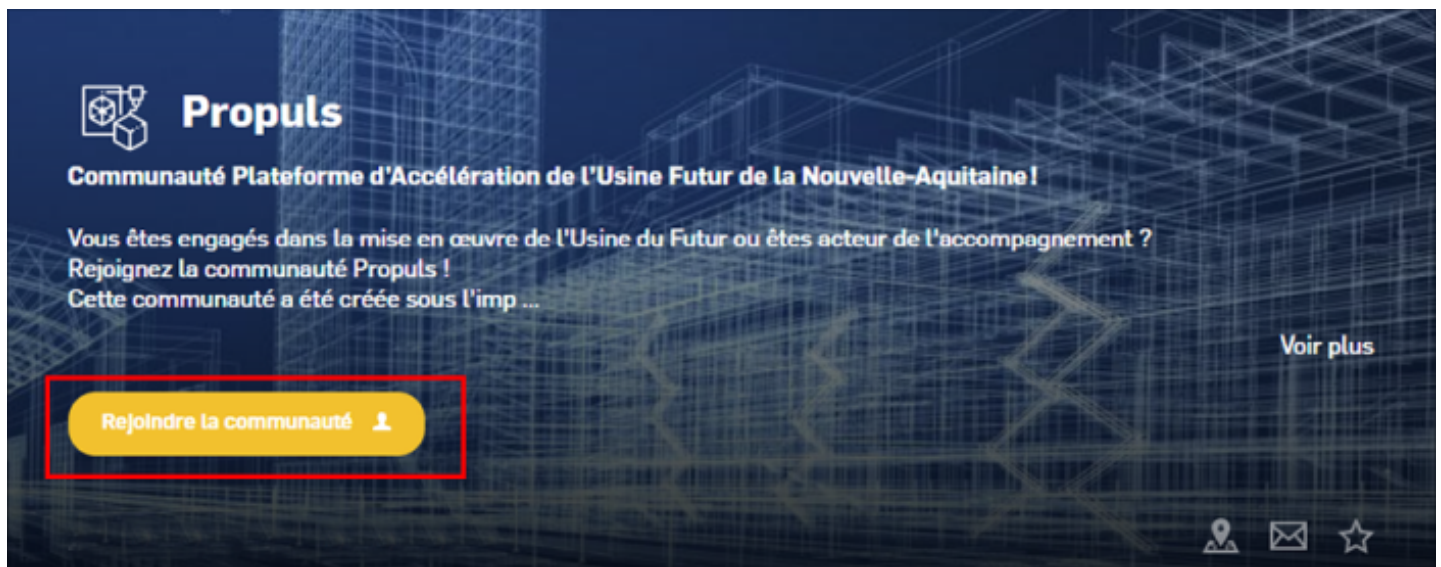 Propuls
Communauté Plateforme d'Accélération de l'Usine Futur de la Nouvelle-Aquitaine !
Vous êtes engagés dans la mise en œuvre de l'Usine du Futur ou êtes acteur de l'accompagnement ?
Rejoignez la communauté Propuls !
Cette communauté a été créée sous l'imp ...
Voir plus
Rejoindre la communauté